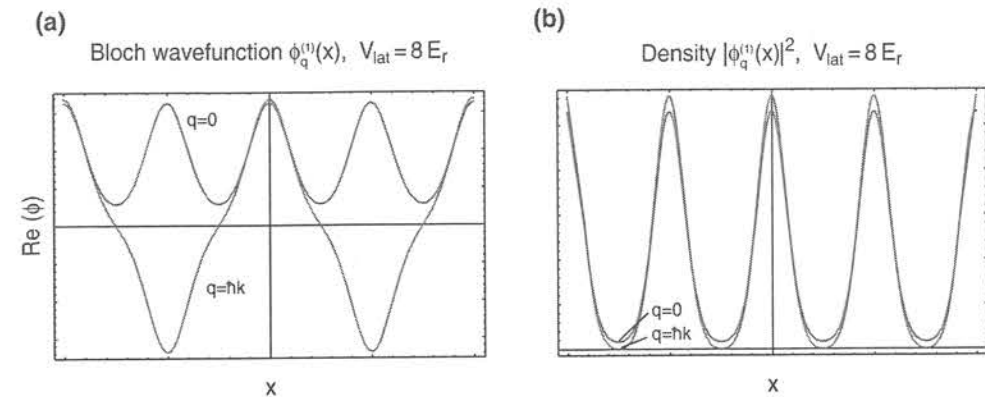 (a)
Bloch wavefunction ϕq⁽¹⁾(x), Vlat = 8 Er
Re (ϕ)
q=0
q=ħk
x
(b)
Density |ϕq⁽¹⁾(x)|², Vlat = 8 Er
q=0
q=ħk
x